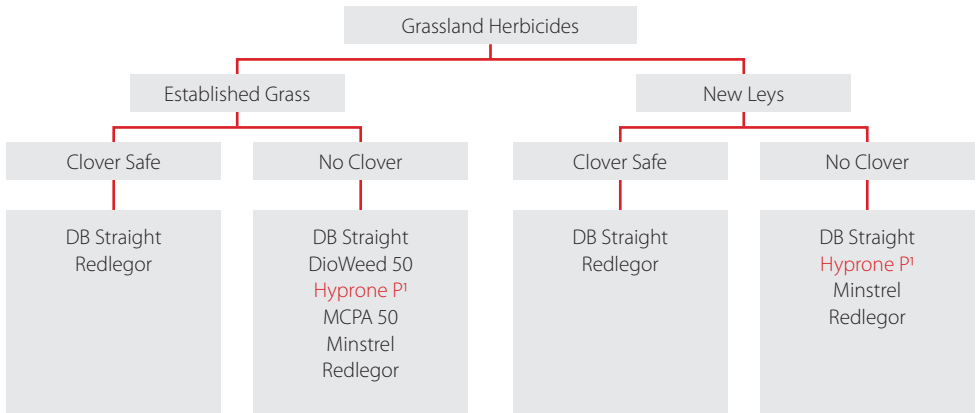 Grassland Herbicides
Established Grass
New Leys
Clover Safe
No Clover
Clover Safe
No Clover
DB Straight
Redlegor
DB Straight
DioWeed 50
Hyprone P¹
MCPA 50
Minstrel
Redlegor
DB Straight
Redlegor
DB Straight
Hyprone P¹
Minstrel
Redlegor